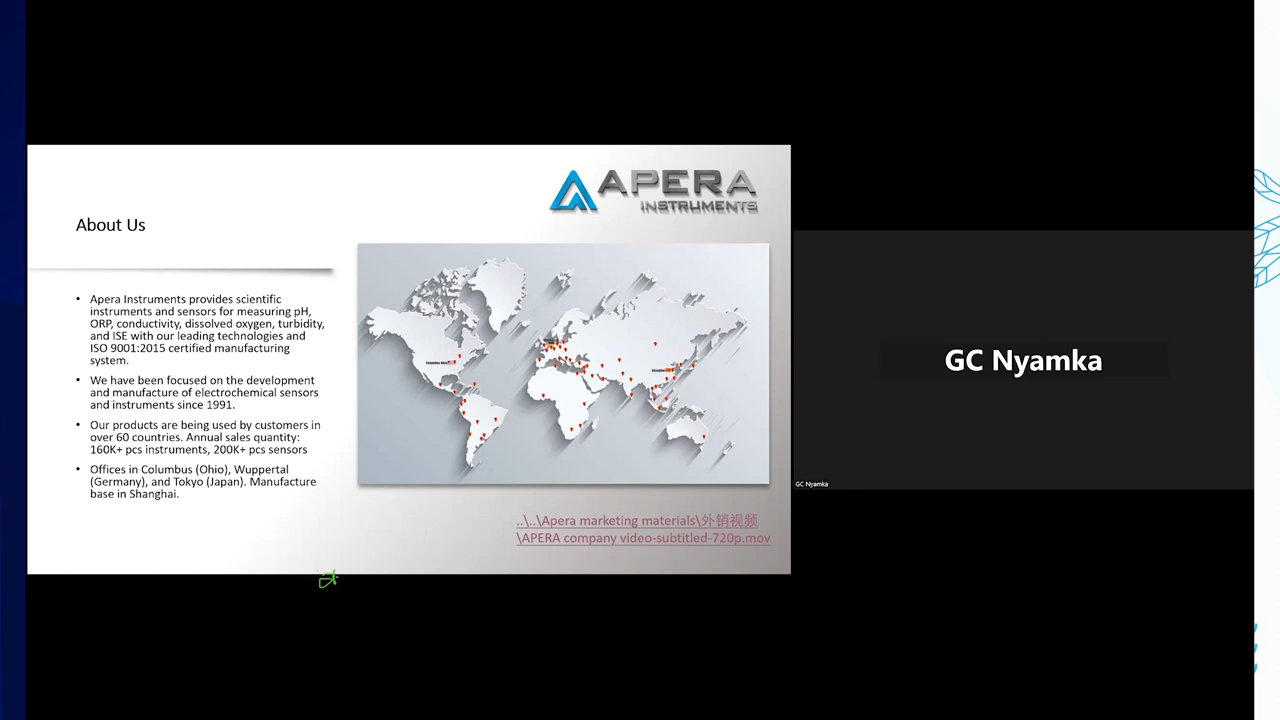 APERA
INSTRUMENTS
About Us
• Apera Instruments provides scientific
instruments and sensors for measuring pH,
ORP, conductivity, dissolved oxygen, turbidity,
and ISE with our leading technologies and
ISO 9001:2015 certified manufacturing
system.
• We have been focused on the development
and manufacture of electrochemical sensors
and instruments since 1991.
• Our products are being used by customers in
over 60 countries. Annual sales quantity:
160K+ pcs instruments, 200K+ pcs sensors
• Offices in Columbus (Ohio), Wuppertal
(Germany), and Tokyo (Japan). Manufacture
base in Shanghai.
..\..\Apera marketing materials\外销视频
\APERA company video-subtitled-720p.mov
GC Nyamka
GC Nyamka